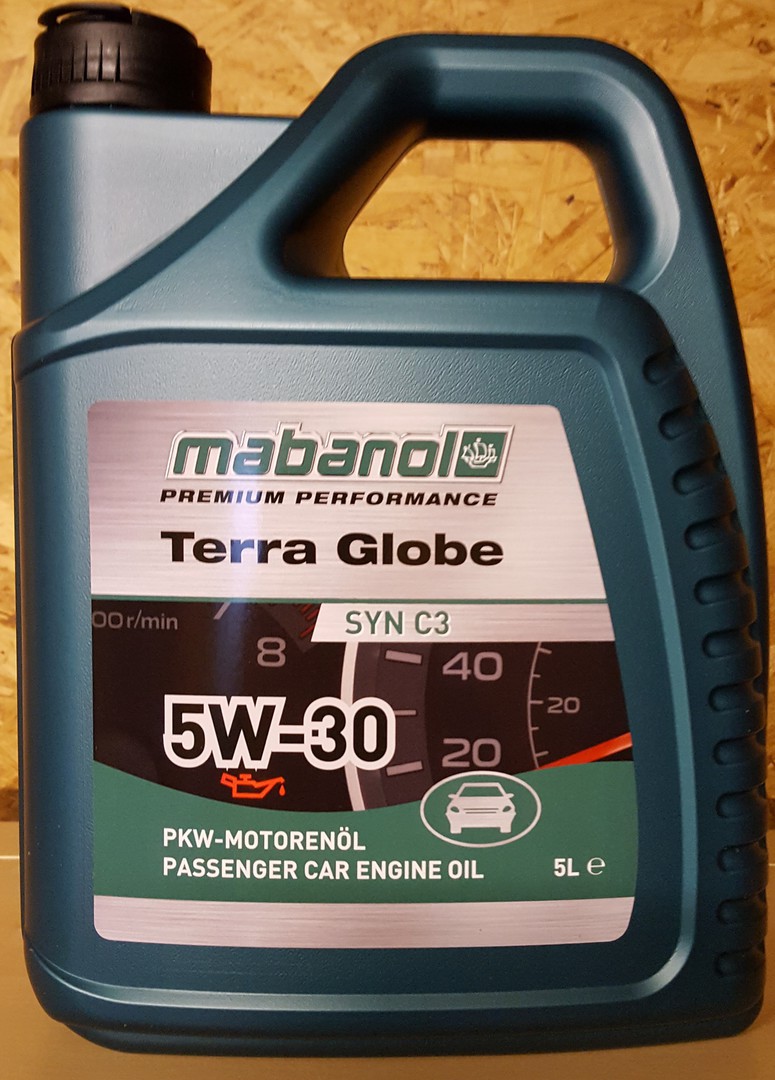 mabanol
PREMIUM PERFORMANCE
Terra Globe
00 r/min
SYN C3
8
40
20
5W-30
20
PKW-MOTORENÖL
PASSENGER CAR ENGINE OIL
5L ℮